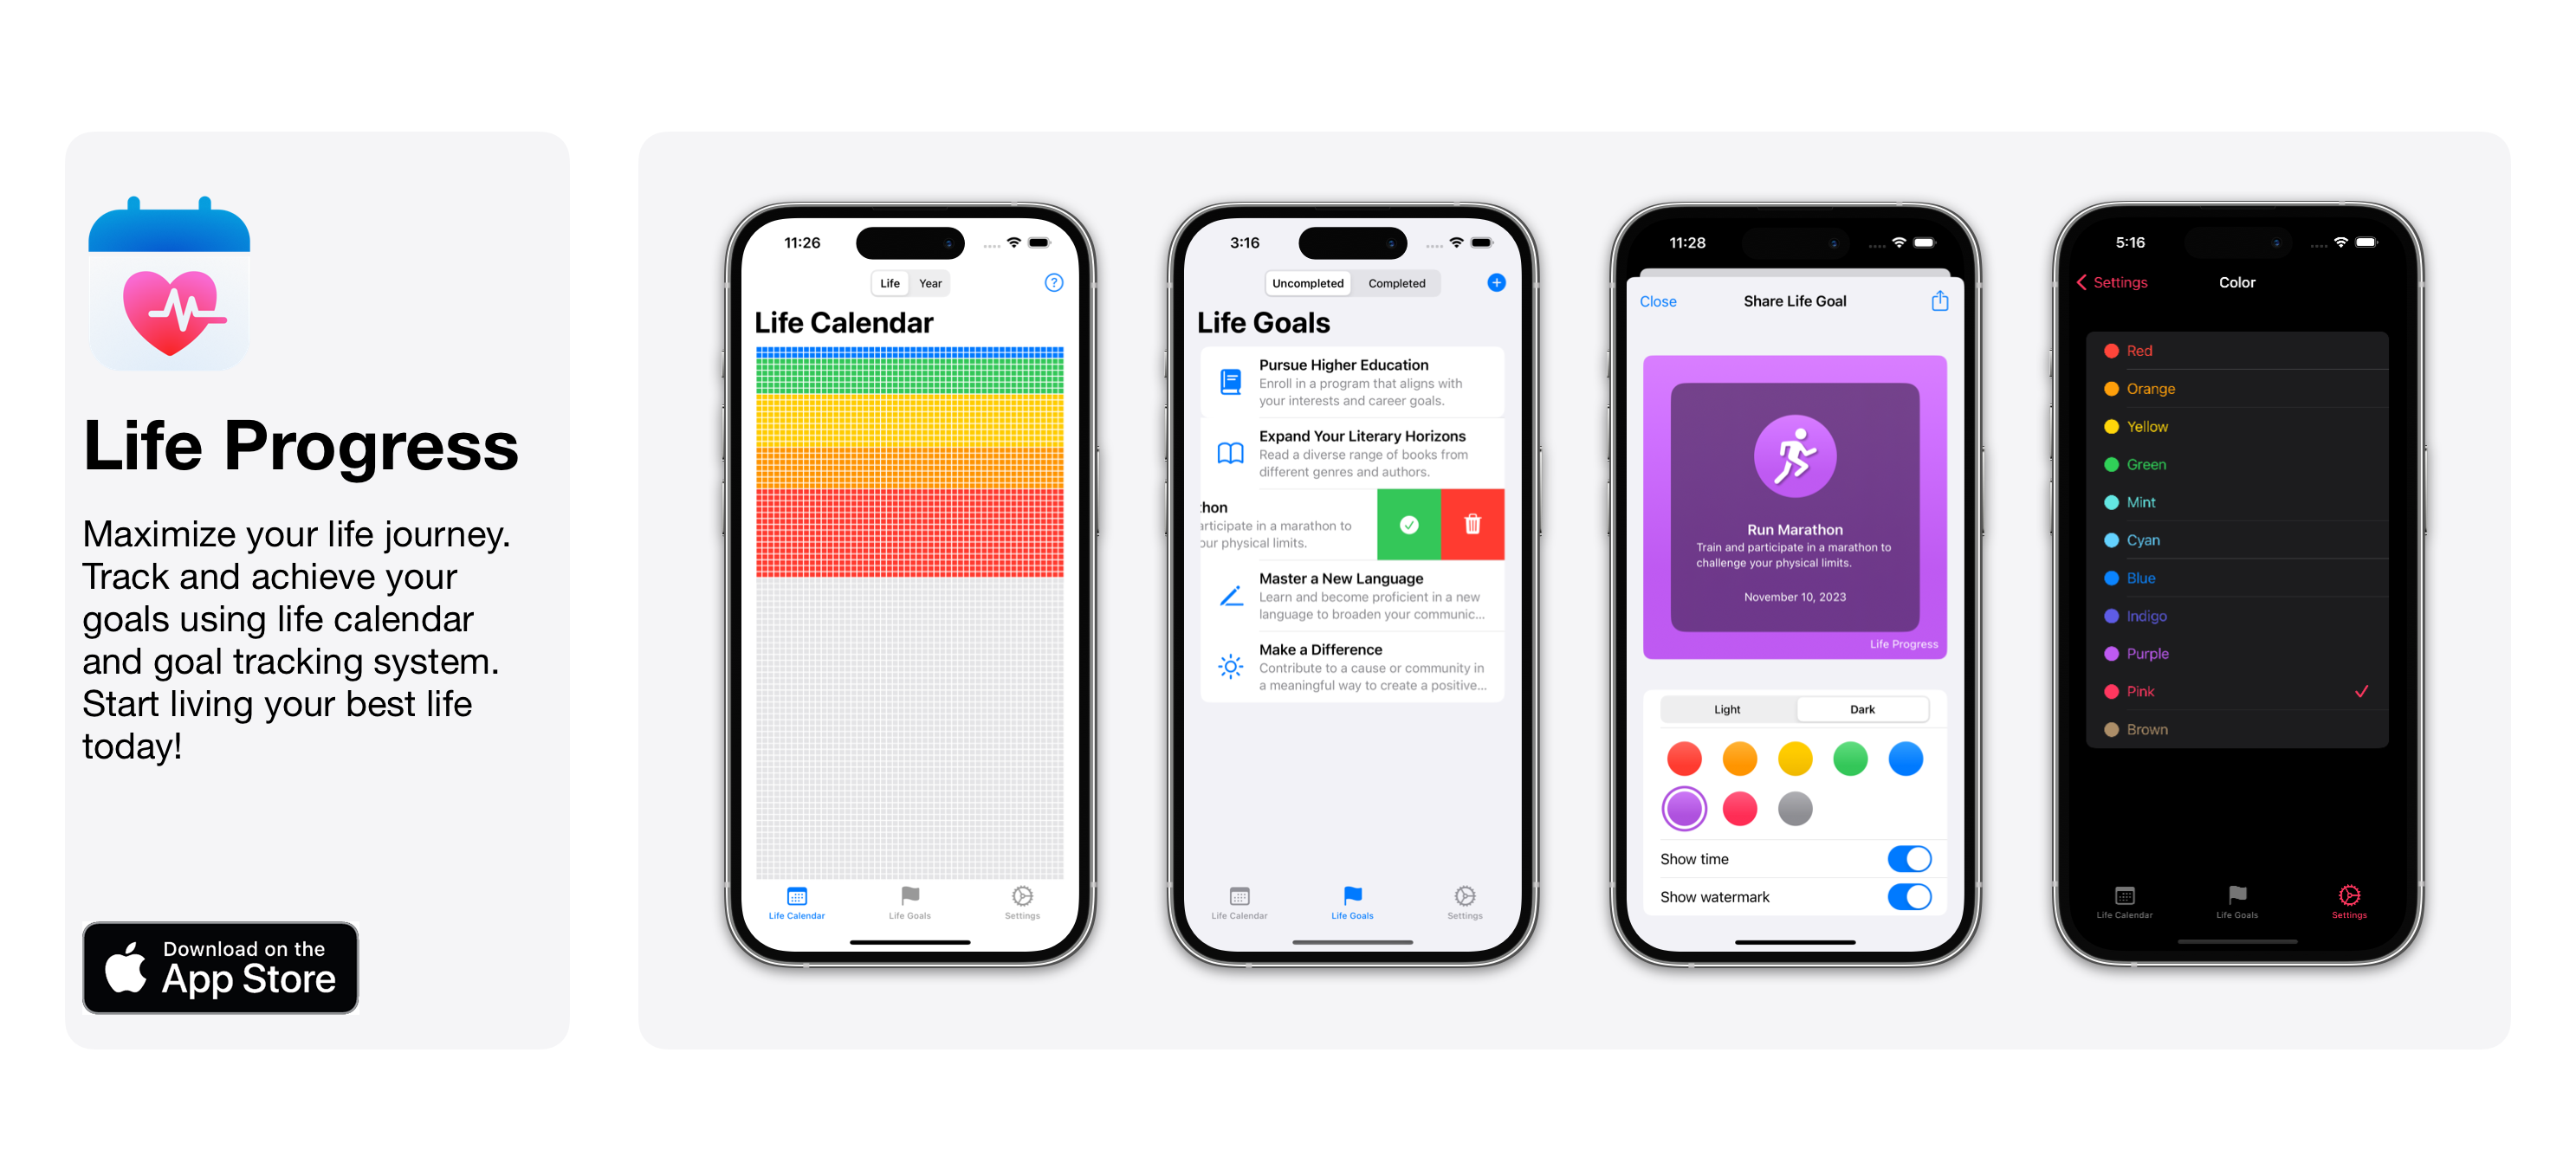 Life Progress
Maximize your life journey.
Track and achieve your
goals using life calendar
and goal tracking system.
Start living your best life
today!
Download on the
App Store
11:26
Life Year
Life Calendar
Life Calendar Life Goals Settings
3:16
Uncompleted Completed
Life Goals
Pursue Higher Education
Enroll in a program that aligns with
your interests and career goals.
Expand Your Literary Horizons
Read a diverse range of books from
different genres and authors.
thon
articipate in a marathon to
our physical limits.
Master a New Language
Learn and become proficient in a new
language to broaden your communic...
Make a Difference
Contribute to a cause or community in
a meaningful way to create a positive...
Life Calendar Life Goals Settings
11:28
Close Share Life Goal
Run Marathon
Train and participate in a marathon to
challenge your physical limits.
November 10, 2023
Life Progress
Light Dark
Show time
Show watermark
5:16
Settings Color
Red
Orange
Yellow
Green
Mint
Cyan
Blue
Indigo
Purple
Pink
Brown
Life Calendar Life Goals Settings